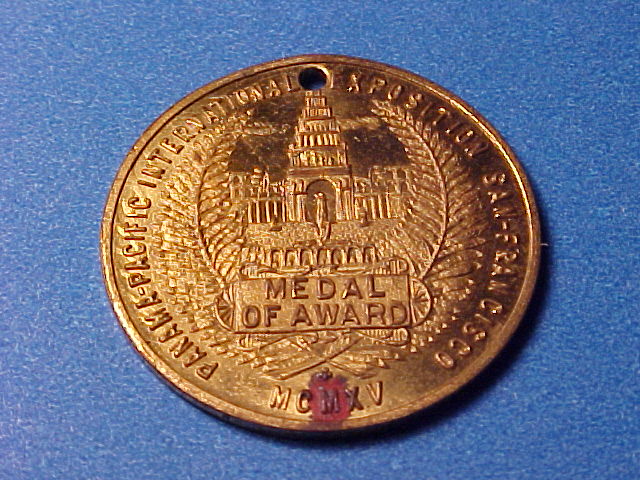 PANAMA-PACIFIC INTERNATIONAL EXPOSITION SAN-FRANCISCO
MEDAL
OF AWARD
MCMXV